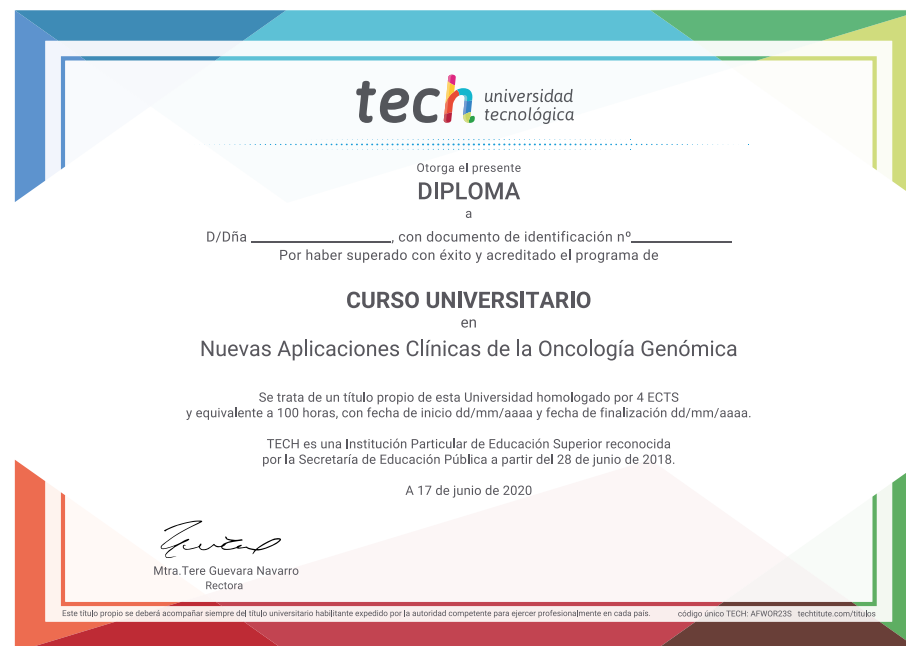 tech universidad
tecnológica
Otorga el presente
DIPLOMA
a
D/Dña ______________, con documento de identificación nº__________
Por haber superado con éxito y acreditado el programa de
CURSO UNIVERSITARIO
en
Nuevas Aplicaciones Clínicas de la Oncología Genómica
Se trata de un título propio de esta Universidad homologado por 4 ECTS
y equivalente a 100 horas, con fecha de inicio dd/mm/aaaa y fecha de finalización dd/mm/aaaa.
TECH es una Institución Particular de Educación Superior reconocida
por la Secretaría de Educación Pública a partir del 28 de junio de 2018.
A 17 de junio de 2020
Mtra.Tere Guevara Navarro
Rectora
Este título propio se deberá acompañar siempre del título universitario habilitante expedido por la autoridad competente para ejercer profesionalmente en cada país. código único TECH: AFWOR23S techtitute.com/titulos